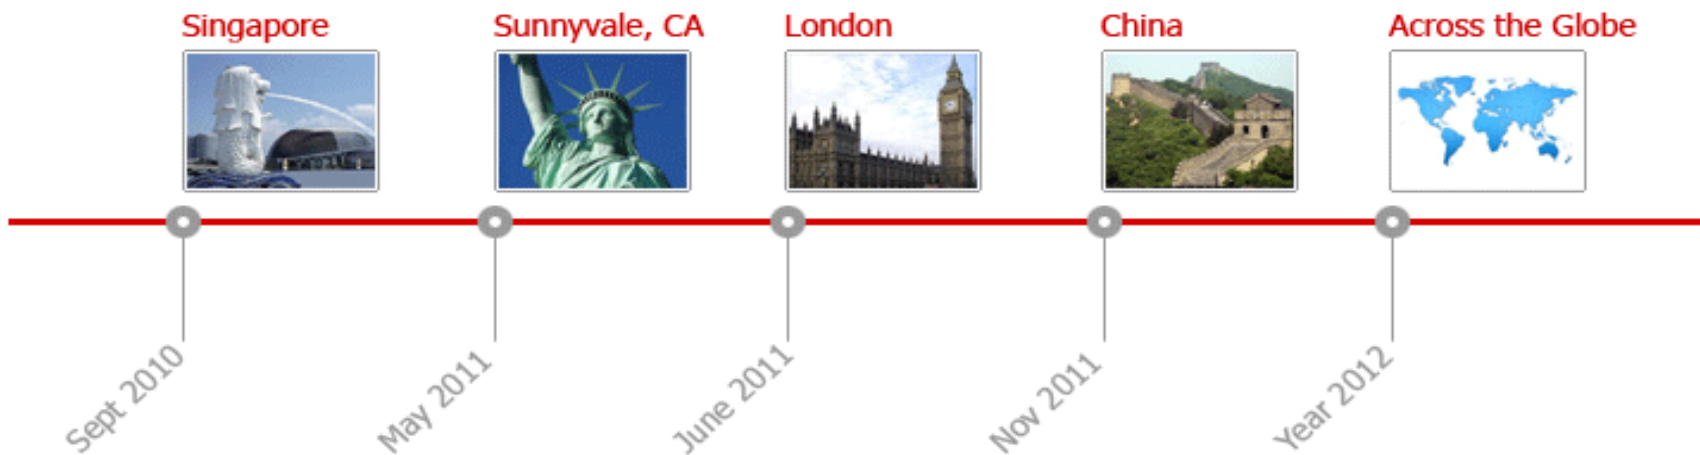 Singapore
Sunnyvale, CA
London
China
Across the Globe
Sept 2010
May 2011
June 2011
Nov 2011
Year 2012